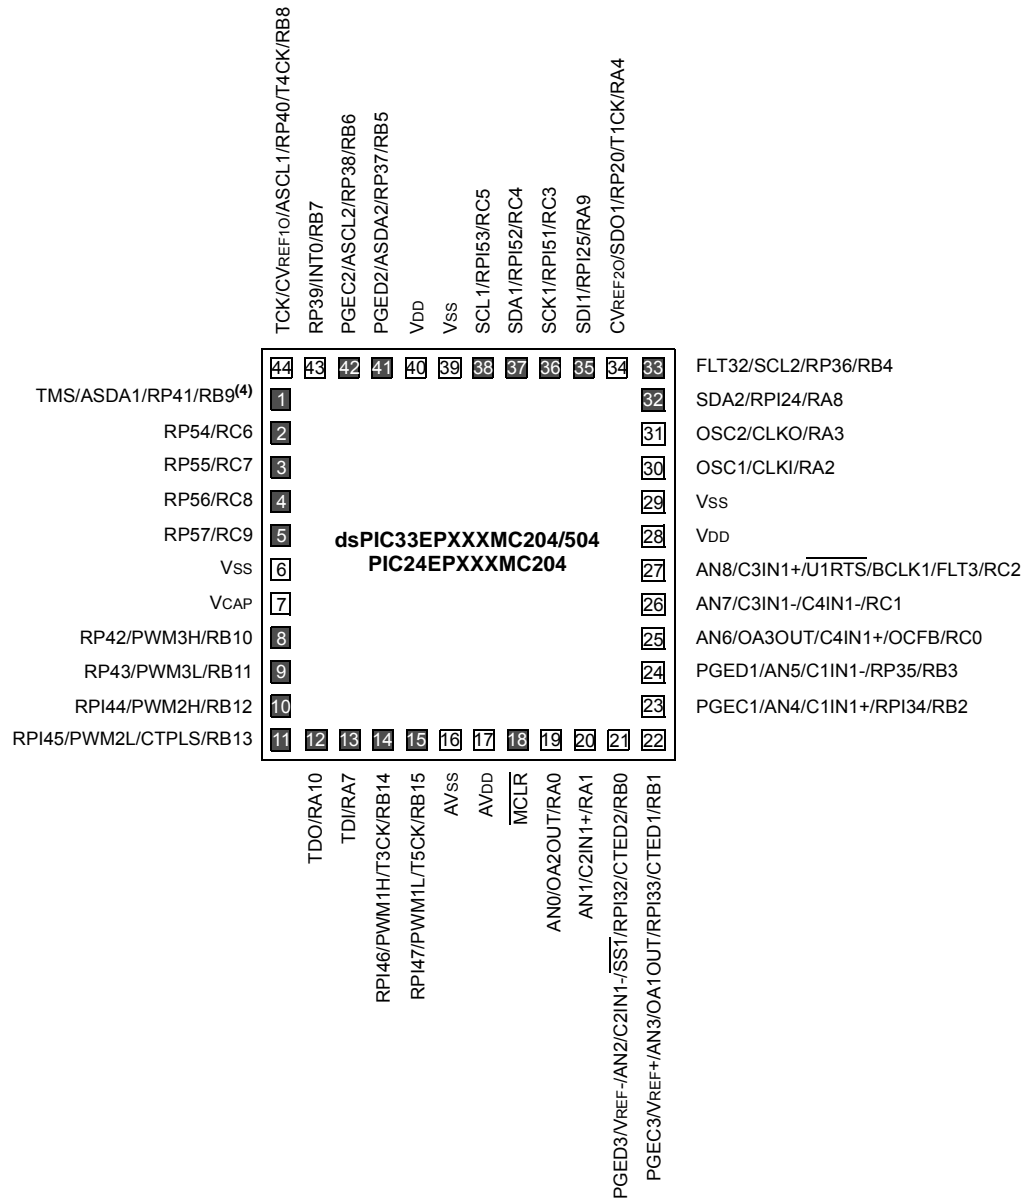 TCK/CVREF1O/ASCL1/RP40/T4CK/RB8
RP39/INT0/RB7
PGEC2/ASCL2/RP38/RB6
PGED2/ASDA2/RP37/RB5
VDD
VSS
SCL1/RPI53/RC5
SDA1/RPI52/RC4
SCK1/RPI51/RC3
SDI1/RPI25/RA9
CVREF2O/SDO1/RP20/T1CK/RA4
44 43 42 41 40 39 38 37 36 35 34 33 FLT32/SCL2/RP36/RB4
TMS/ASDA1/RP41/RB9(4) 1 32 SDA2/RPI24/RA8
RP54/RC6 2 31 OSC2/CLKO/RA3
RP55/RC7 3 30 OSC1/CLKI/RA2
RP56/RC8 4 29 VSS
RP57/RC9 5 dsPIC33EPXXXMC204/504 28 VDD
VSS 6 PIC24EPXXXMC204 27 AN8/C3IN1+/U1RTS/BCLK1/FLT3/RC2
VCAP 7 26 AN7/C3IN1-/C4IN1-/RC1
RP42/PWM3H/RB10 8 25 AN6/OA3OUT/C4IN1+/OCFB/RC0
RP43/PWM3L/RB11 9 24 PGED1/AN5/C1IN1-/RP35/RB3
RPI44/PWM2H/RB12 10 23 PGEC1/AN4/C1IN1+/RPI34/RB2
RPI45/PWM2L/CTPLS/RB13 11 12 13 14 15 16 17 18 19 20 21 22
TDO/RA10
TDI/RA7
RPI46/PWM1H/T3CK/RB14
RPI47/PWM1L/T5CK/RB15
AVSS
AVDD
MCLR
AN0/OA2OUT/RA0
AN1/C2IN1+/RA1
PGED3/VREF-/AN2/C2IN1-/SS1/RPI32/CTED2/RB0
PGEC3/VREF+/AN3/OA1OUT/RPI33/CTED1/RB1